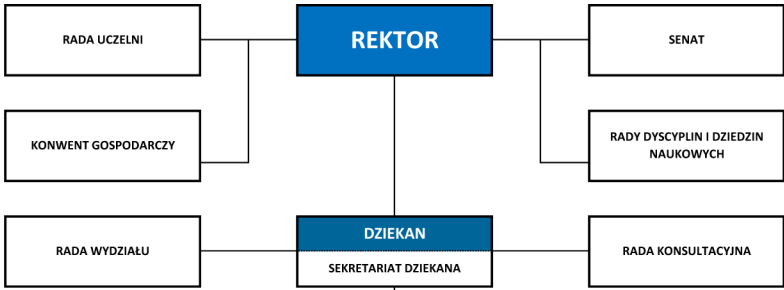 RADA UCZELNI
REKTOR
SENAT
KONWENT GOSPODARCZY
RADY DYSCYPLIN I DZIEDZIN
NAUKOWYCH
RADA WYDZIAŁU
DZIEKAN
SEKRETARIAT DZIEKANA
RADA KONSULTACYJNA